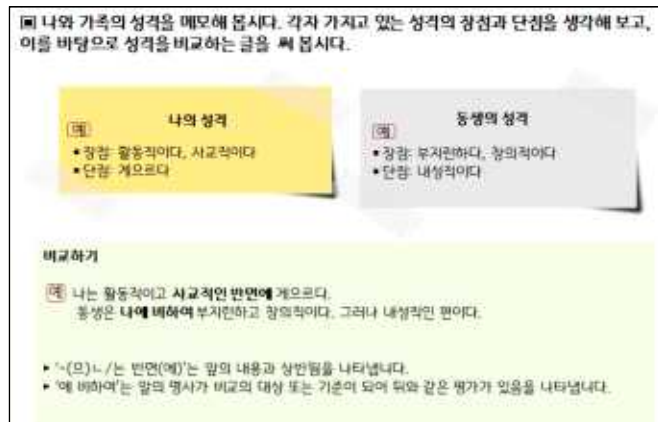 ▣ 나와 가족의 성격을 메모해 봅시다. 각자 가지고 있는 성격의 장점과 단점을 생각해 보고,
이를 바탕으로 성격을 비교하는 글을 써 봅시다.
예 나의 성격
▪ 장점: 활동적이다, 사교적이다
▪ 단점: 게으르다
예 동생의 성격
▪ 장점: 부지런하다, 창의적이다
▪ 단점: 내성적이다
비교하기
예 나는 활동적이고 사교적인 반면에 게으르다.
동생은 나에 비하여 부지런하고 창의적이다. 그러나 내성적인 편이다.
▸ '-(으)ㄴ/는 반면(에)'는 앞의 내용과 상반됨을 나타냅니다.
▸ '에 비하여'는 앞의 명사가 비교의 대상 또는 기준이 되어 뒤와 같은 평가가 있음을 나타냅니다.